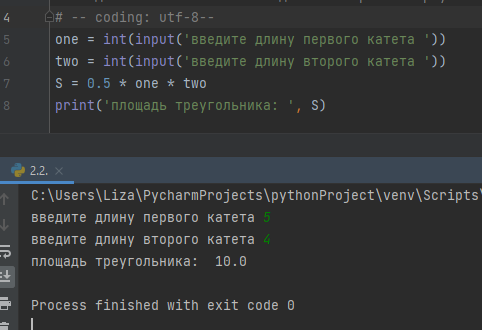 4 # -- coding: utf-8--
5 one = int(input('введите длину первого катета '))
6 two = int(input('введите длину второго катета '))
7 S = 0.5 * one * two
8 print('площадь треугольника: ', S)
2.2. ×
C:\Users\Liza\PycharmProjects\pythonProject\venv\Scripts\
введите длину первого катета 5
введите длину второго катета 4
площадь треугольника:  10.0
Process finished with exit code 0